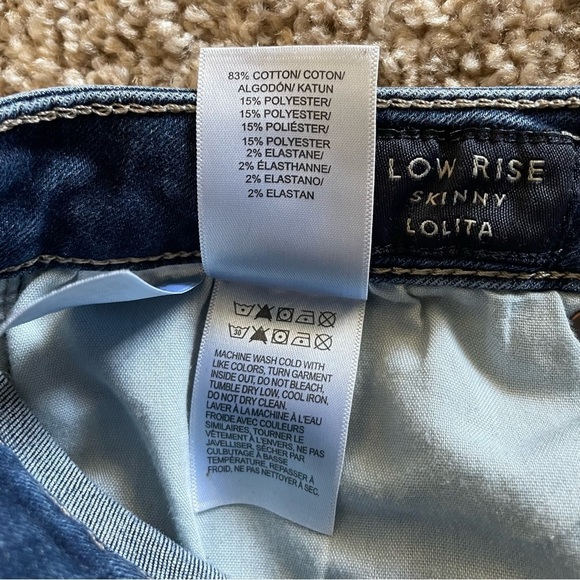 83% COTTON/ COTON/
ALGODÓN/ KATUN
15% POLYESTER/
15% POLYESTER/
15% POLIÉSTER/
15% POLYESTER
2% ELASTANE/
2% ÉLASTHANNE/
2% ELASTANO/
2% ELASTAN
LOW RISE
SKINNY
LOLITA
30
MACHINE WASH COLD WITH
LIKE COLORS, TURN GARMENT
INSIDE OUT, DO NOT BLEACH,
TUMBLE DRY LOW, COOL IRON,
DO NOT DRY CLEAN.
LAVER À LA MACHINE À L'EAU
FROIDE AVEC COULEURS
SIMILAIRES, TOURNER LE
VÊTEMENT À L'ENVERS, NE PAS
JAVELLISER, SÉCHER PAR
CULBUTAGE À BASSE
TEMPÉRATURE, REPASSER À
FROID, NE PAS NETTOYER À SEC.